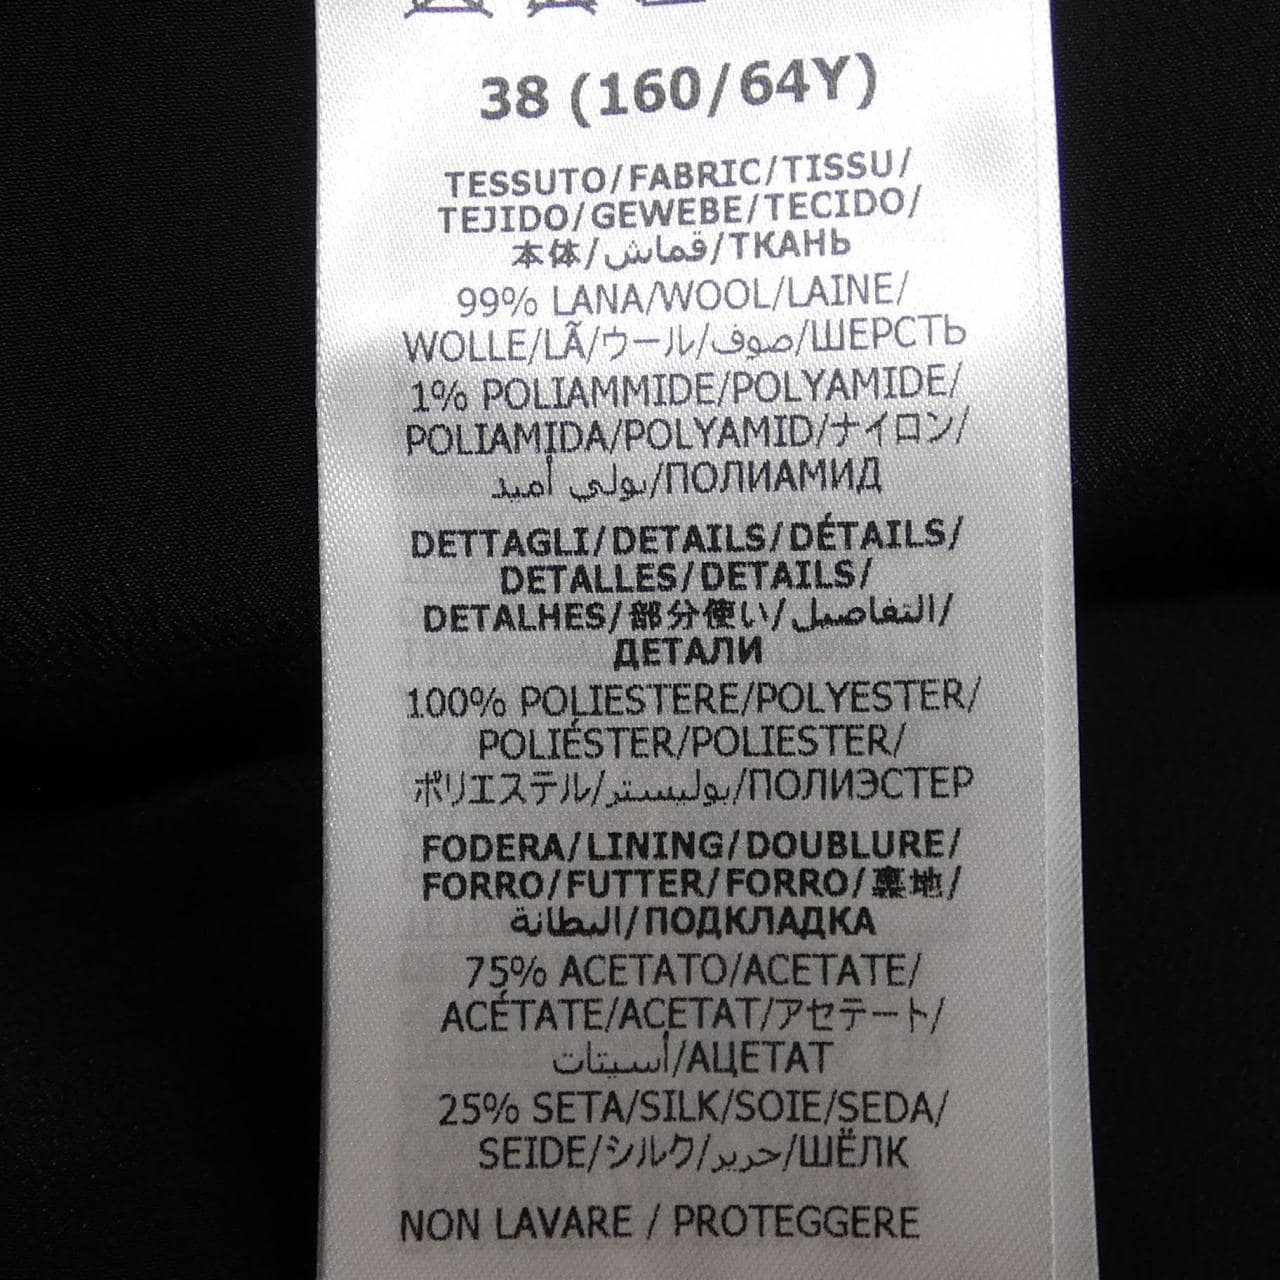 38 (160/64Y)
TESSUTO/FABRIC/TISSU/
TEJIDO/GEWEBE/TECIDO/
本体/قماش/ТКАНЬ
99% LANA/WOOL/LAINE/
WOLLE/LÃ/ウール/صوف/ШЕРСТЬ
1% POLIAMMIDE/POLYAMIDE/
POLIAMIDA/POLYAMID/ナイロン/
بولي أميد/ПОЛИАМИД
DETTAGLI/DETAILS/DÉTAILS/
DETALLES/DETAILS/
DETALHES/部分使い/التفاصيل/
ДЕТАЛИ
100% POLIESTERE/POLYESTER/
POLIÉSTER/POLIESTER/
ポリエステル/بوليستر/ПОЛИЭСТЕР
FODERA/LINING/DOUBLURE/
FORRO/FUTTER/FORRO/裏地/
البطانة/ПОДКЛАДКА
75% ACETATO/ACETATE/
ACÉTATE/ACETAT/アセテート/
أسيتات/АЦЕТАТ
25% SETA/SILK/SOIE/SEDA/
SEIDE/シルク/حرير/ШЁЛК
NON LAVARE / PROTEGGERE